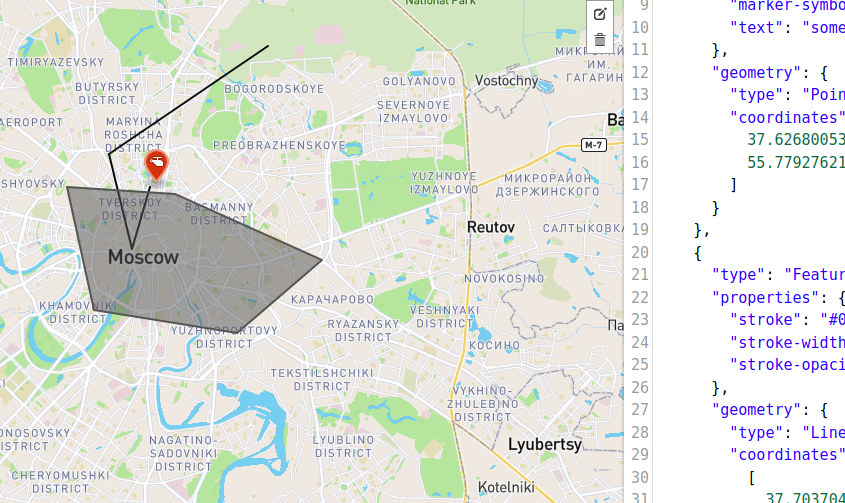 National Park
TIMIRYAZEVSKY
BUTYRSKY
DISTRICT
BOGORODSKOYE
GOLYANOVO
Vostochny
МИКРОРАЙ
ИМ.
ГАГАРИН
AEROPORT
MARYINA
ROSHCHA
DISTRICT
SEVERNOYE
IZMAYLOVO
PREOBRAZHENSKOYE
Ba
M-7
SHYOVSKY
YUZHNOYE
IZMAYLOVO
МИКРОРАЙОН
ДЗЕРЖИНСКОГО
TVERSKOY
DISTRICT
BASMANNY
DISTRICT
Reutov
САЛТЫКОВКА
Moscow
NOVOKOSINO
KHAMOVNIKI
DISTRICT
КАРАЧАРОВО
VESHNYAKI
DISTRICT
YUZHNOPORTOVY
DISTRICT
RYAZANSKY
DISTRICT
КОСИНО
Па
TEKSTILSHCHIKI
DISTRICT
VYKHINO-
ZHULEBINO
DISTRICT
ONOSOVSKY
DISTRICT
NAGATINO-
SADOVNIKI
DISTRICT
LYUBLINO
DISTRICT
Lyubertsy
CHERYOMUSHKI
DISTRICT
Kotelniki
9 "marker-symbo
10 "text": "some
11 },
12 "geometry": {
13 "type": "Poin
14 "coordinates"
15 37.62680053
16 55.77927621
17 ]
18 }
19 },
20 {
21 "type": "Featur
22 "properties": {
23 "stroke": "#0
24 "stroke-width
25 "stroke-opaci
26 },
27 "geometry": {
28 "type": "Line
29 "coordinates"
30 [
31 37.703704